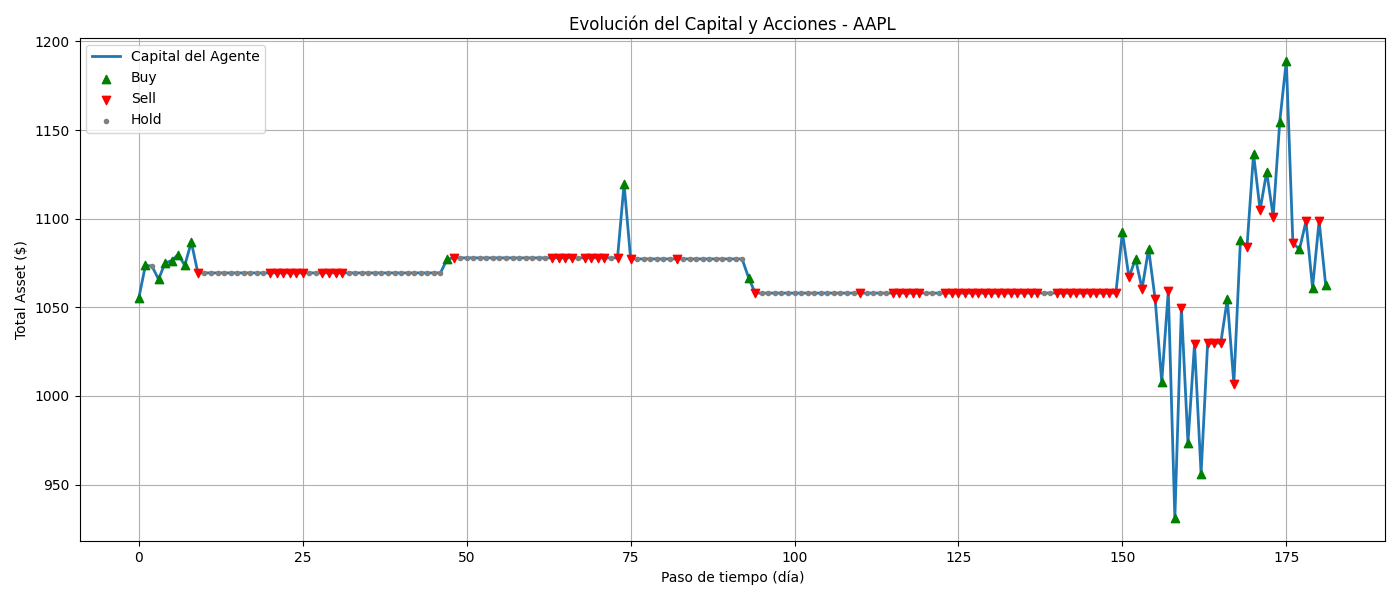 Evolución del Capital y Acciones - AAPL
Capital del Agente
Buy
Sell
Hold
Total Asset ($)
1200
1150
1100
1050
1000
950
0 25 50 75 100 125 150 175
Paso de tiempo (día)